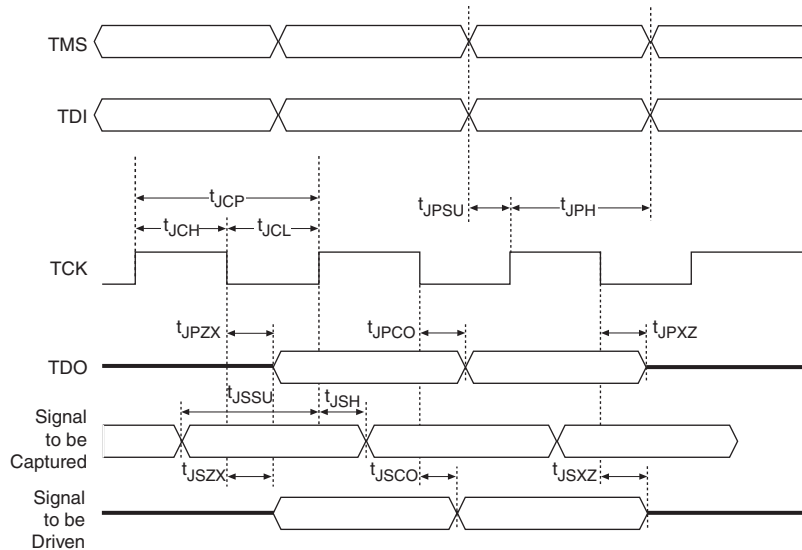 TMS
TDI
tJCP
tJPSU
tJPH
tJCH
tJCL
TCK
tJPZX
tJPCO
tJPXZ
TDO
tJSSU
tJSH
Signal
to be
Captured
tJSZX
tJSCO
tJSXZ
Signal
to be
Driven